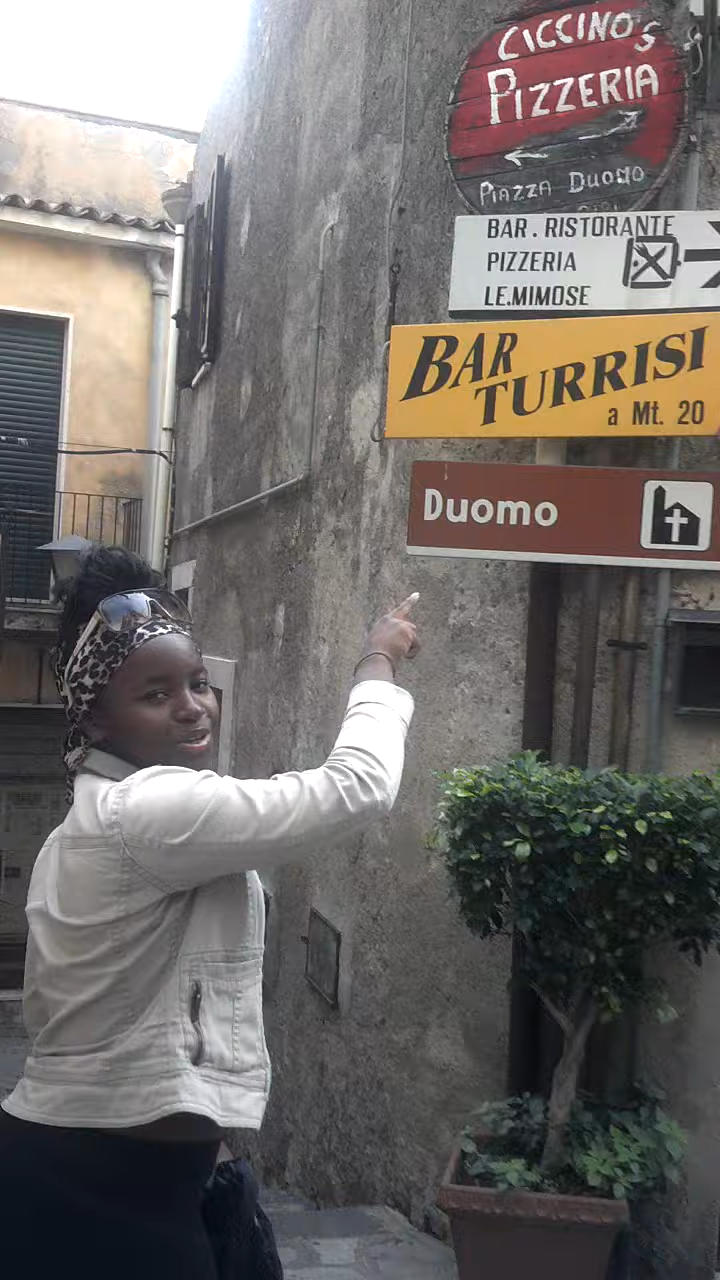 CICCINO'S
PIZZERIA
PIAZZA DUOMO
BAR . RISTORANTE
PIZZERIA
LE.MIMOSE
BAR
TURRISI
a Mt. 20
Duomo